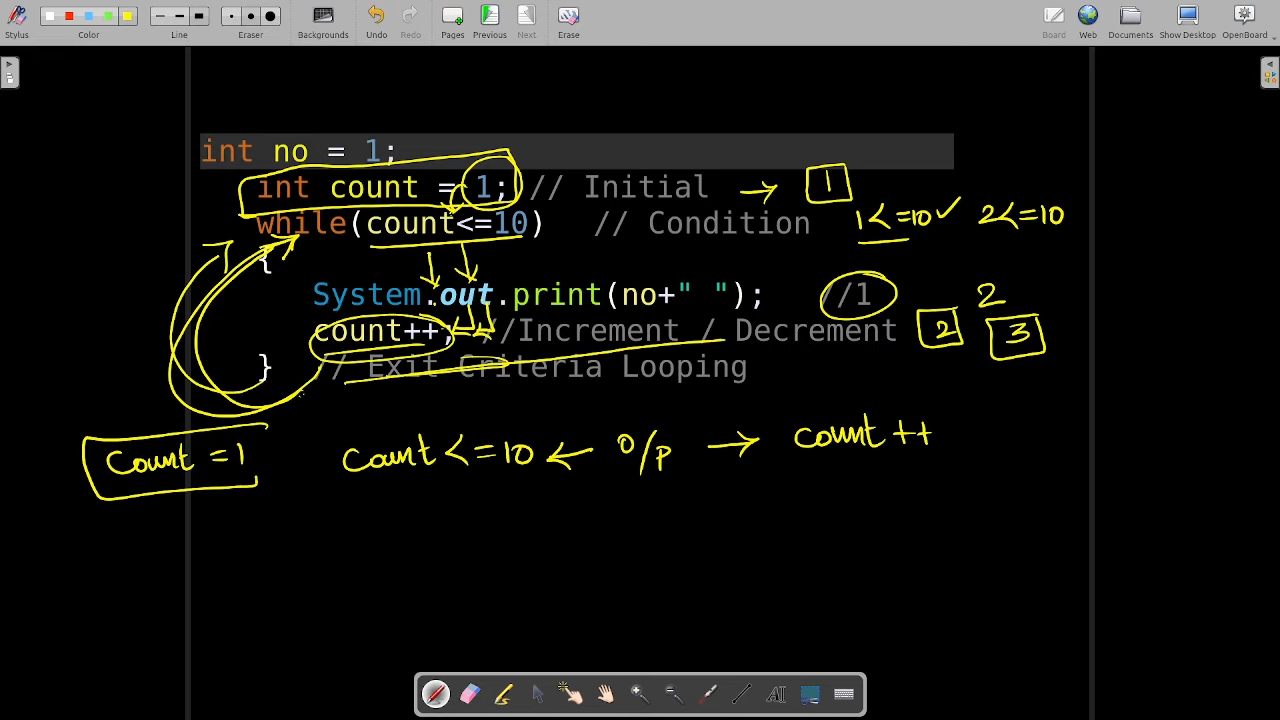 Stylus Color Line Eraser Backgrounds Undo Redo Pages Previous Next Erase Board Web Documents Show Desktop OpenBoard
int no = 1;
int count = 1; // Initial → 1
while(count<=10) // Condition 1<=10 ✓ 2<=10
{
System.out.print(no+" "); //1 2
count++; //Increment / Decrement 2 3
} // Exit Criteria Looping
Count = 1 Count <= 10 ← O/P → count ++